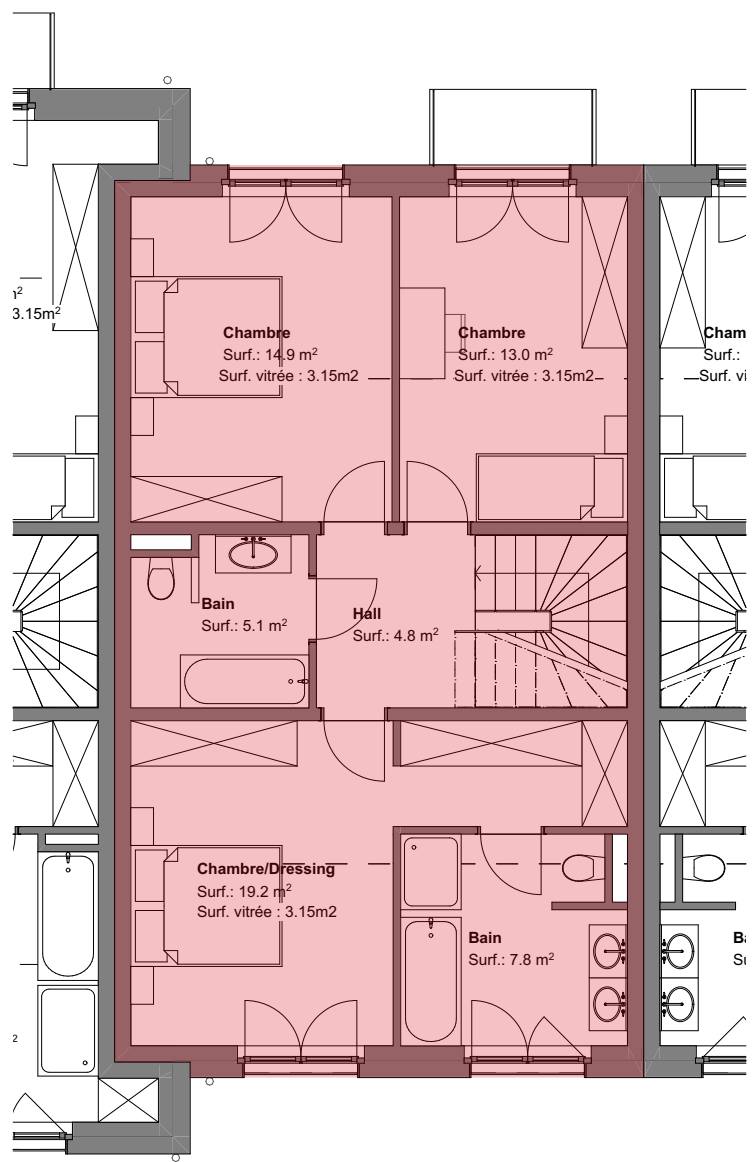 m²
3.15m²
Chambre
Surf.: 14.9 m²
Surf. vitrée : 3.15m2
Chambre
Surf.: 13.0 m²
Surf. vitrée : 3.15m2
Cham
Surf.:
Surf. vi
Bain
Surf.: 5.1 m²
Hall
Surf.: 4.8 m²
Chambre/Dressing
Surf.: 19.2 m²
Surf. vitrée : 3.15m2
Bain
Surf.: 7.8 m²
Ba
Su
2